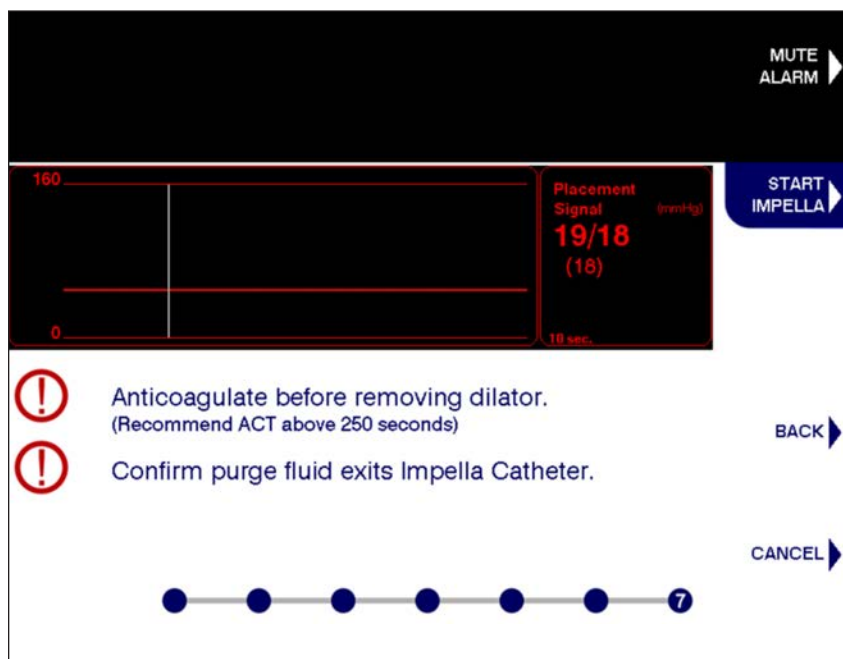 MUTE
ALARM
160
Placement
Signal (mmHg)
19/18
(18)
START
IMPELLA
0
10 sec.
Anticoagulate before removing dilator.
(Recommend ACT above 250 seconds)
BACK
Confirm purge fluid exits Impella Catheter.
CANCEL
7